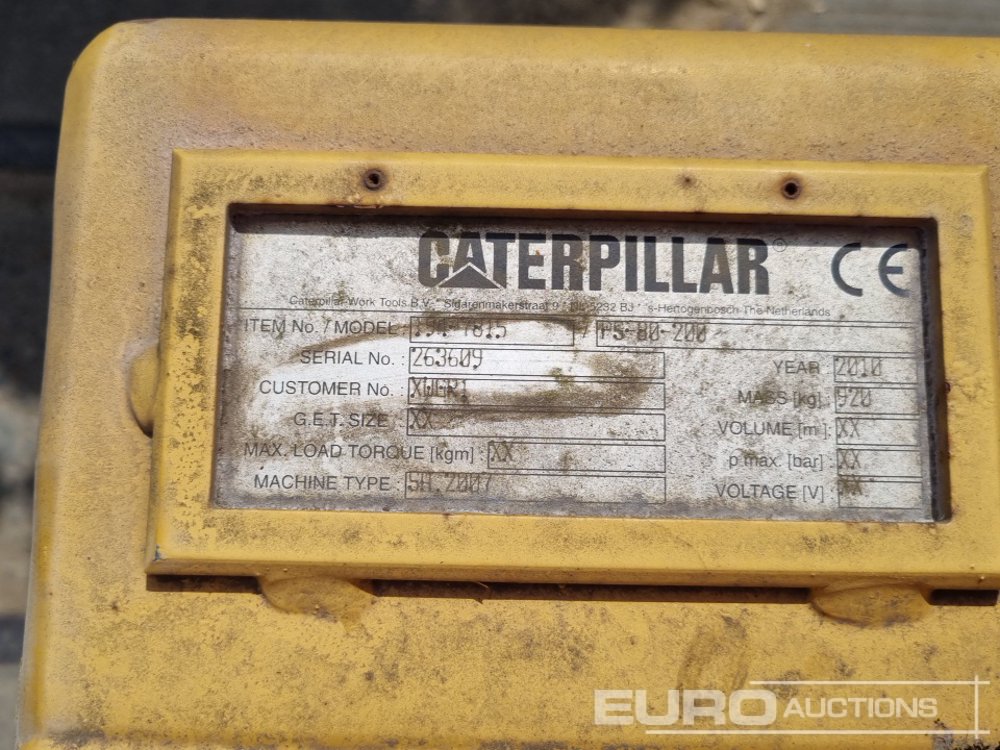 CATERPILLAR®
CE
Caterpillar Work Tools B.V. Sigarenmakerstraat 9 NL 5232 BJ 's-Hertogenbosch The Netherlands
ITEM No. / MODEL : / PS-80-200
SERIAL No. : 263609 YEAR : 2010
CUSTOMER No. : MASS [kg] : 920
G.E.T. SIZE : XX VOLUME [m³] : XX
MAX. LOAD TORQUE [kgm] : XX p max. [bar] : XX
MACHINE TYPE : SH.2007 VOLTAGE [V] : XX
EURO AUCTIONS